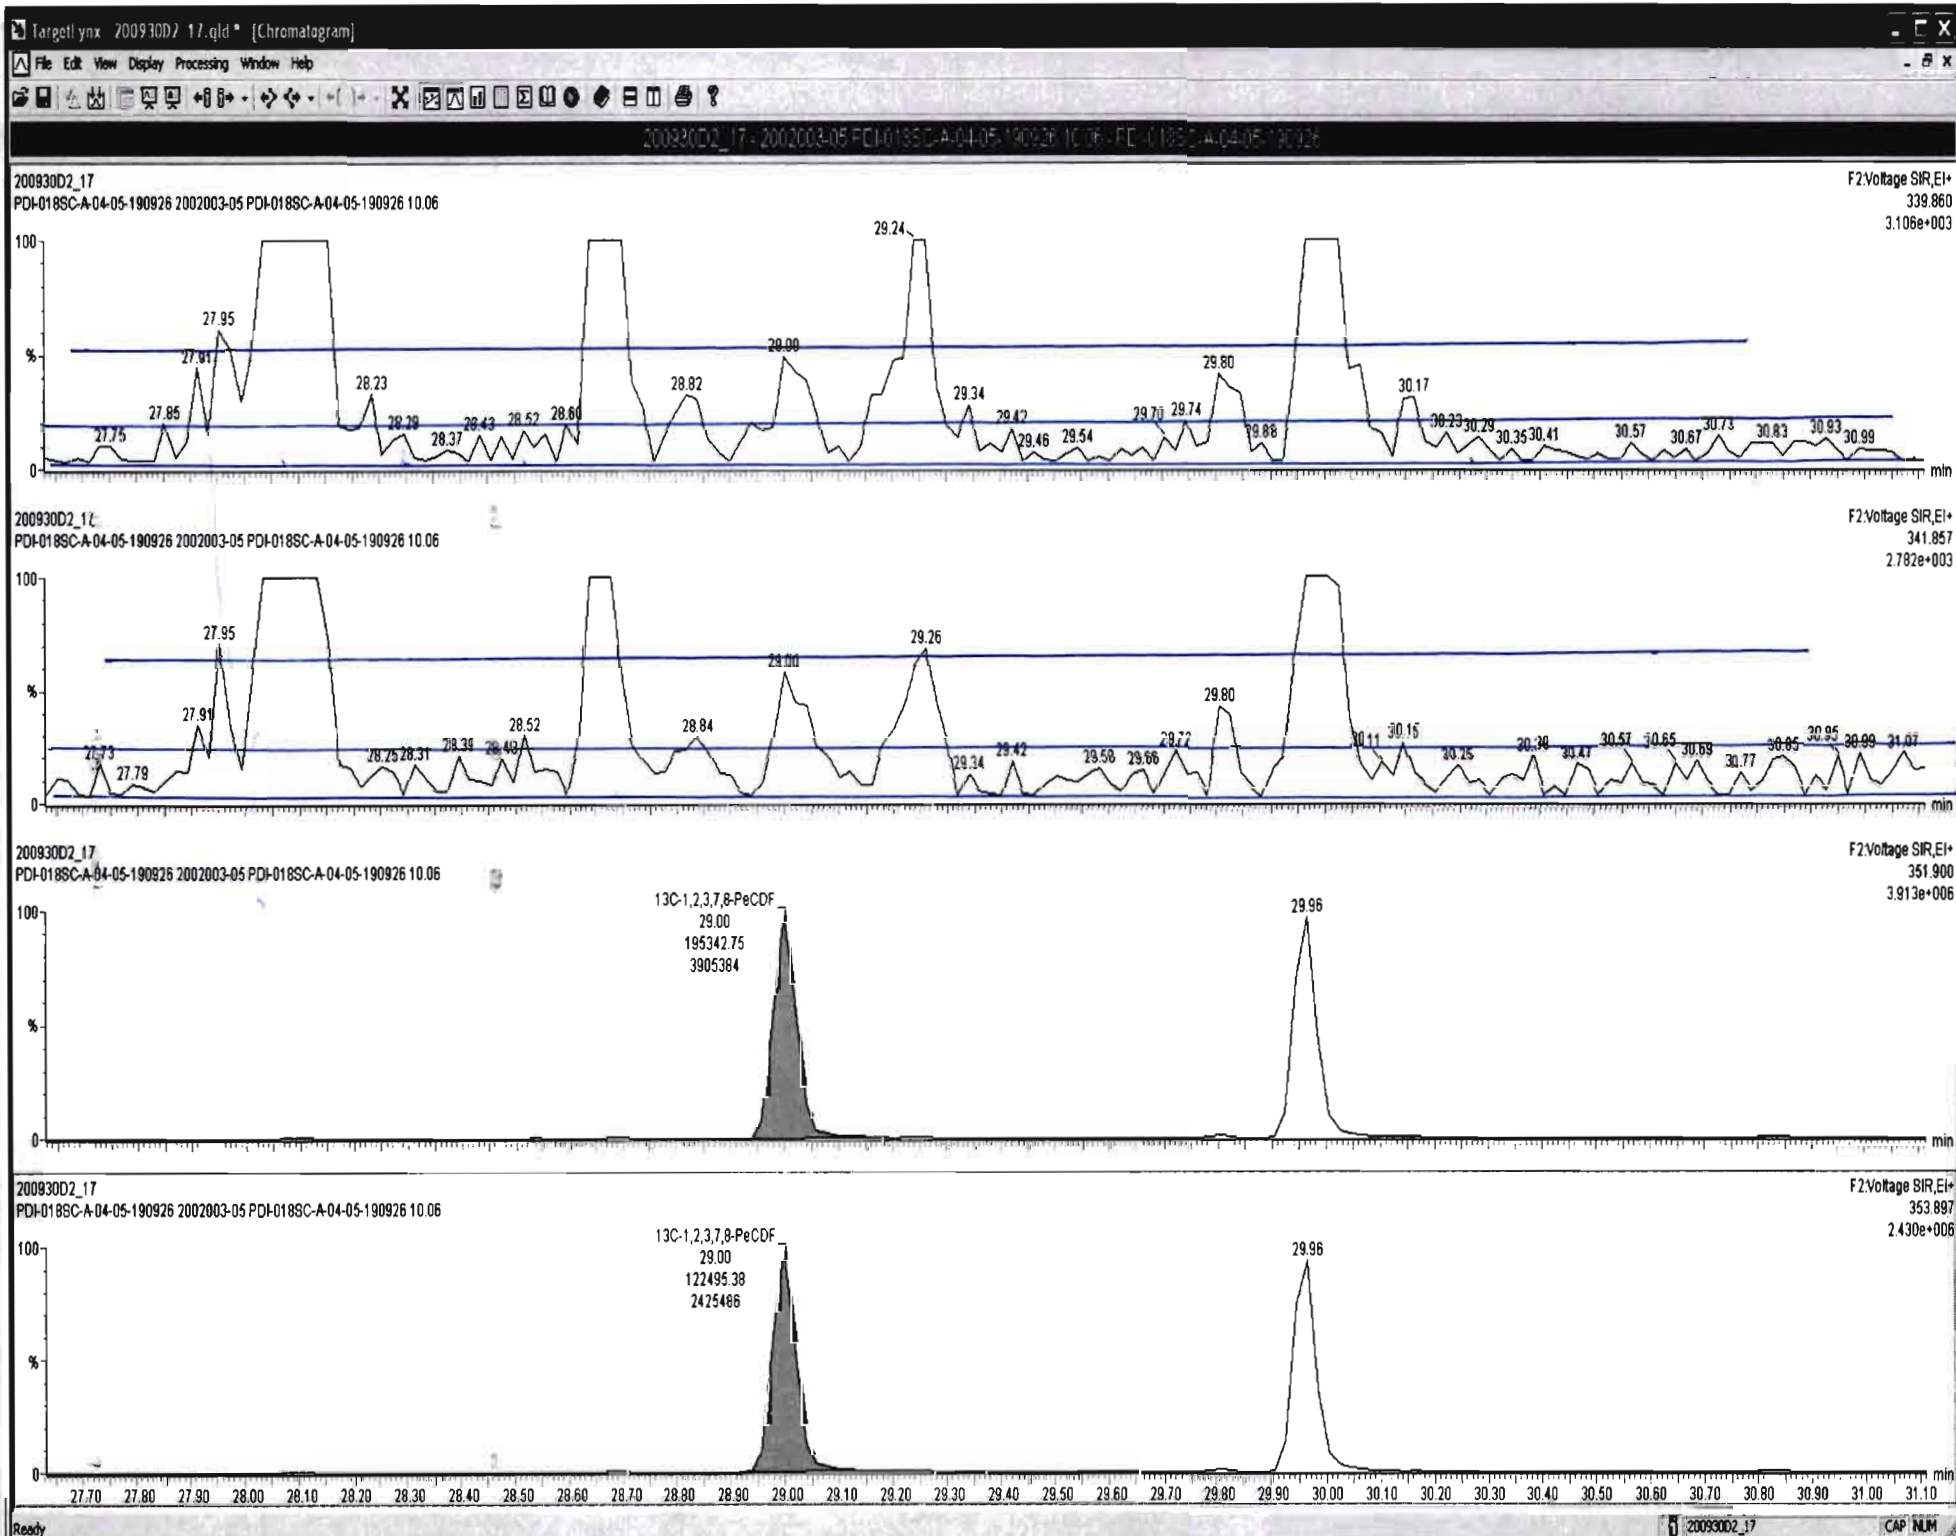 TargetLynx 200930D2 17.qld * [Chromatogram]
File Edit View Display Processing Window Help
200930D2_17
PDI-018SC-A-04-05-190926 2002003-05 PDI-018SC-A-04-05-190926 10.06
F2:Voltage SIR,EI+
339.860
3.106e+003
100
%
0
29.24
27.95
27.91
29.00
29.80
28.23
28.82
29.34
30.17
27.85
28.60
29.70 29.74
27.75
28.37
28.43
28.52
29.42
29.46
29.54
29.88
30.23
30.29
30.35
30.41
30.57
30.67
30.73
30.83
30.93
30.99
min
200930D2_17
PDI-018SC-A-04-05-190926 2002003-05 PDI-018SC-A-04-05-190926 10.06
F2:Voltage SIR,EI+
341.857
2.782e+003
100
%
0
27.95
29.26
29.00
29.80
27.91
28.52
28.84
27.73
27.79
28.25
28.31
28.39
29.34
29.42
29.58
29.66
29.72
30.11
30.15
30.25
30.47
30.57
30.65
30.69
30.77
30.85
30.95
30.99
31.07
min
200930D2_17
PDI-018SC-A-04-05-190926 2002003-05 PDI-018SC-A-04-05-190926 10.06
F2:Voltage SIR,EI+
351.900
3.913e+006
100
%
0
13C-1,2,3,7,8-PeCDF
29.00
195342.75
3905384
29.96
min
200930D2_17
PDI-018SC-A-04-05-190926 2002003-05 PDI-018SC-A-04-05-190926 10.06
F2:Voltage SIR,EI+
353.897
2.430e+006
100
%
0
13C-1,2,3,7,8-PeCDF
29.00
122495.38
2425486
29.96
min
27.70 27.80 27.90 28.00 28.10 28.20 28.30 28.40 28.50 28.60 28.70 28.80 28.90 29.00 29.10 29.20 29.30 29.40 29.50 29.60 29.70 29.80 29.90 30.00 30.10 30.20 30.30 30.40 30.50 30.60 30.70 30.80 30.90 31.00 31.10
Ready
200930D2_17
CAP NUM